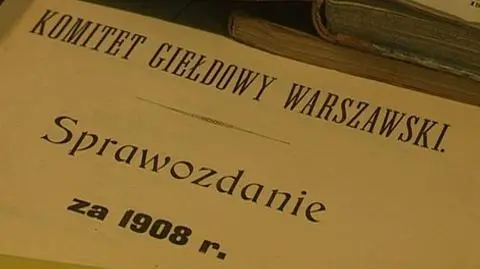 KOMITET GIEŁDOWY WARSZAWSKI.
Sprawozdanie
za 1908 r.